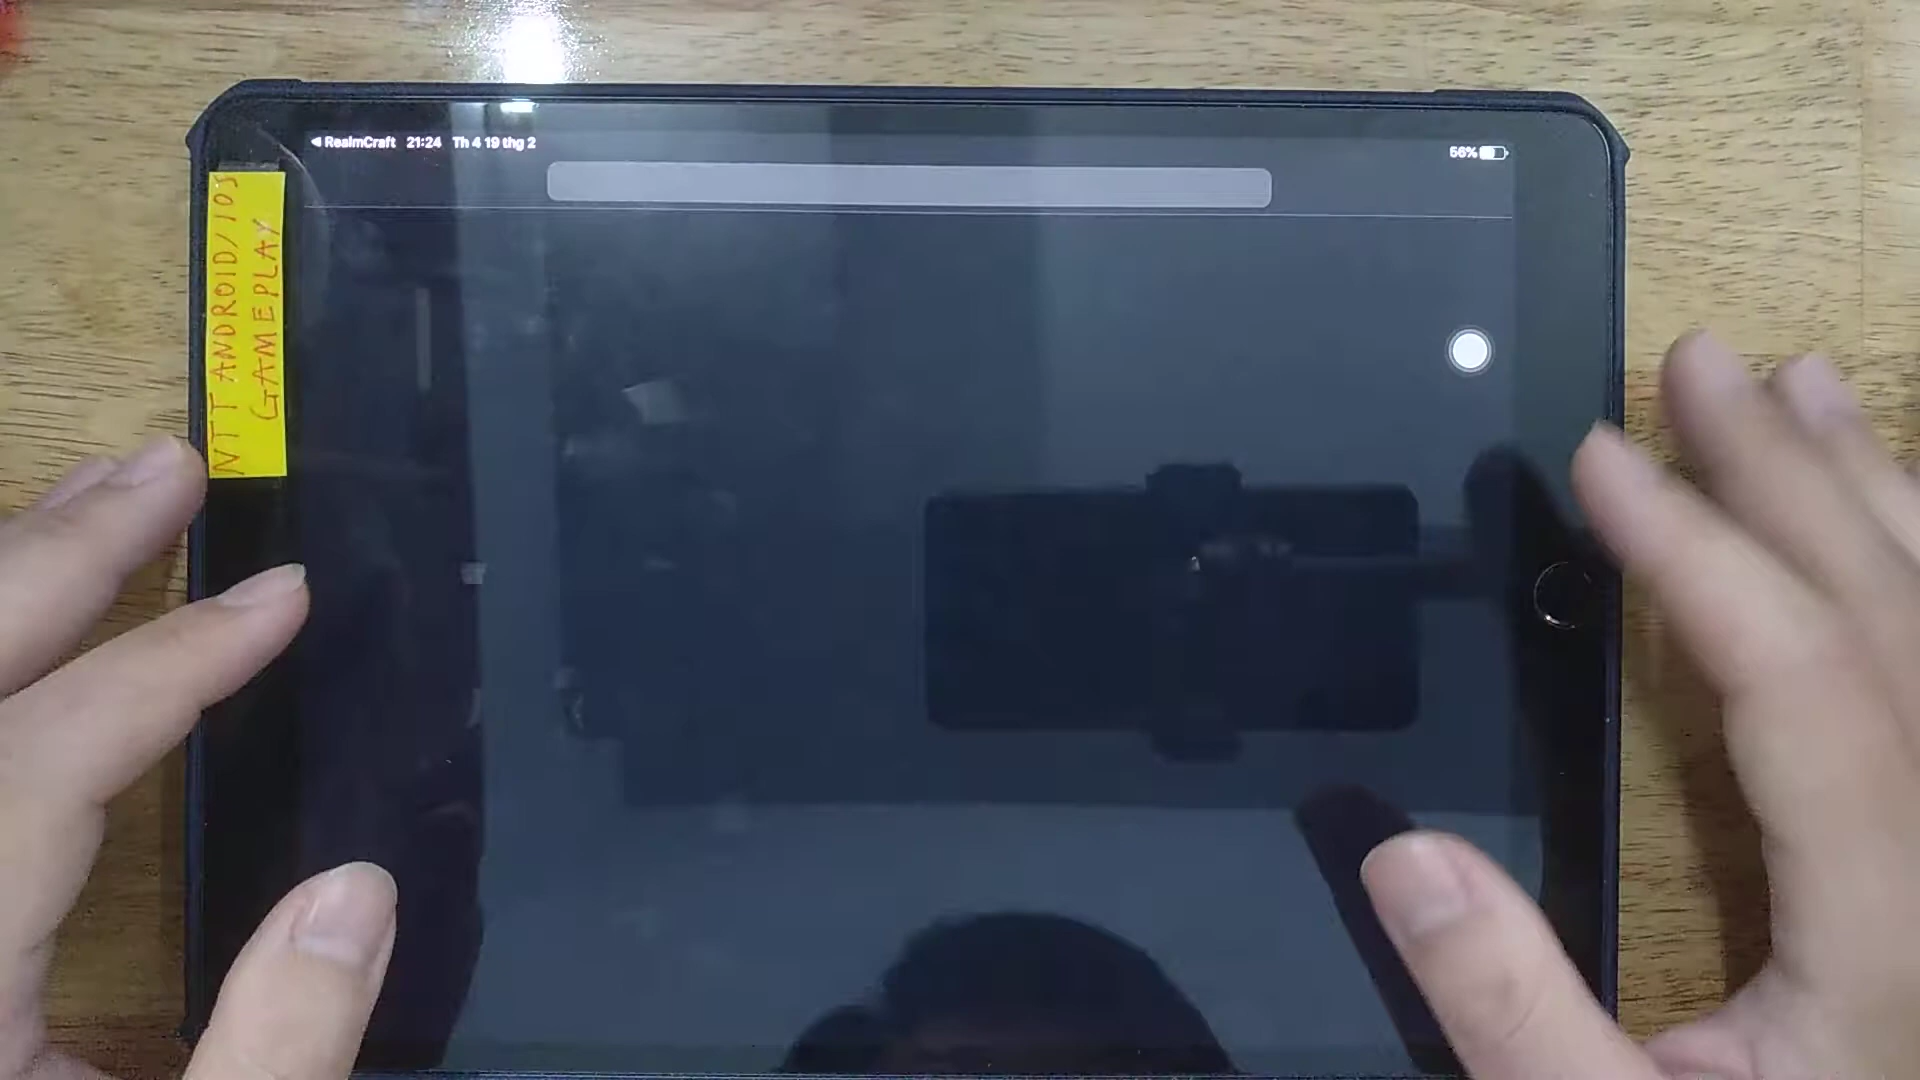 ◀ RealmCraft 21:24 Th 4 19 thg 2
56%
NTT ANDROID/IOS
GAMEPLAY